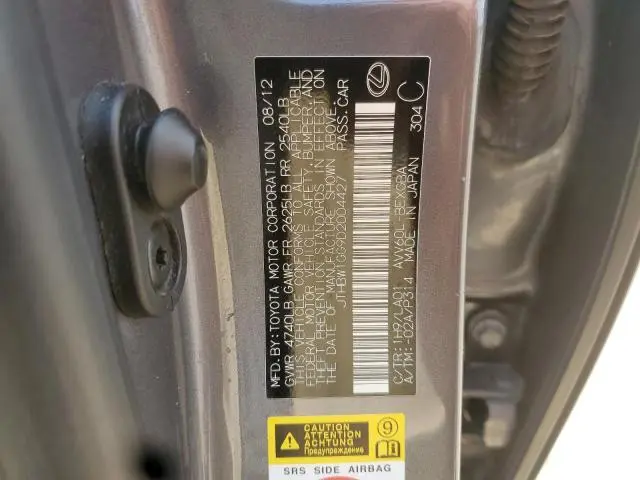 MFD.BY:TOYOTA MOTOR CORPORATION 08/12
GVWR 4740LB GAWR FR 2625LB RR 2540LB
THIS VEHICLE CONFORMS TO ALL APPLICABLE
FEDERAL MOTOR VEHICLE SAFETY, BUMPER, AND
THEFT PREVENTION STANDARDS IN EFFECT ON
THE DATE OF MANUFACTURE SHOWN ABOVE.
JTHBW1GG9D2004427 PASS.CAR
C/TR:1H9/LA01 AVV60L-BEXGBA
A/TM:-02A/P314 MADE IN JAPAN 304 C
CAUTION
ATTENTION
ACHTUNG
Предупреждение
9
SRS SIDE AIRBAG